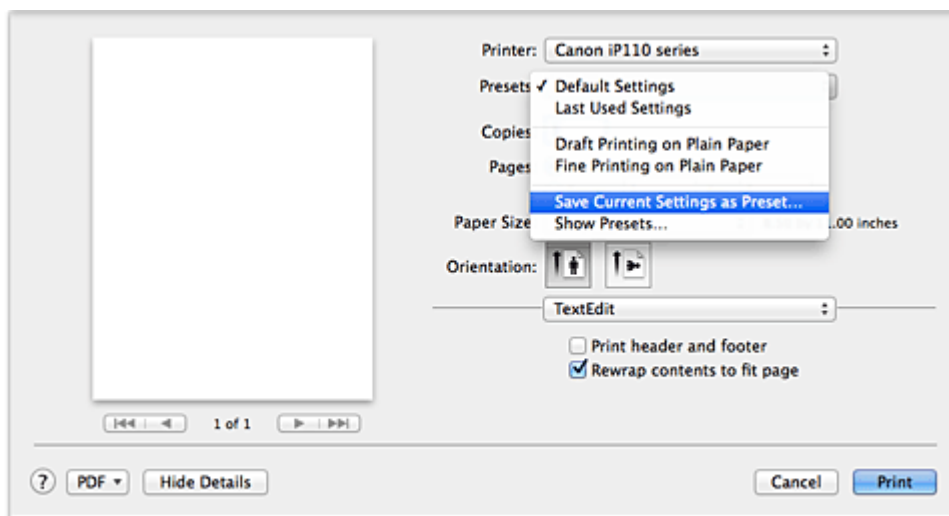 Printer: Canon iP110 series
Presets ✓ Default Settings
Last Used Settings
Copies
Draft Printing on Plain Paper
Pages Fine Printing on Plain Paper
Save Current Settings as Preset...
Paper Size Show Presets... .00 inches
Orientation:
TextEdit
Print header and footer
Rewrap contents to fit page
1 of 1
? PDF Hide Details Cancel Print